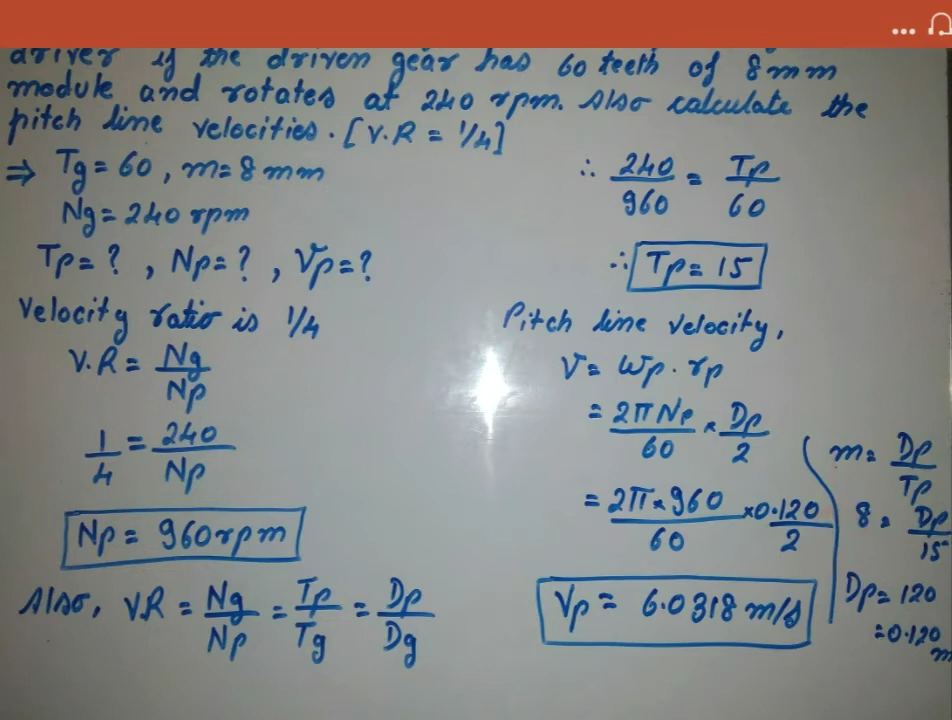 driver if the driven gear has 60 teeth of 8mm
module and rotates at 240 rpm. Also calculate the
pitch line velocities. [V.R = 1/4]
⇒ Tg = 60, m = 8 mm
Ng = 240 rpm
Tp = ? , Np = ? , Vp = ?
Velocity ratio is 1/4
V.R = Ng/Np
1/4 = 240/Np
Np = 960 rpm
Also, VR = Ng/Np = Tp/Tg = Dp/Dg
∴ 240/960 = Tp/60
∴ Tp = 15
Pitch line velocity,
V = ωp . rp
= 2πNp/60 × Dp/2
= 2π×960/60 × 0.120/2
Vp = 6.0318 m/s
m = Dp/Tp
8 = Dp/15
Dp = 120
= 0.120 m